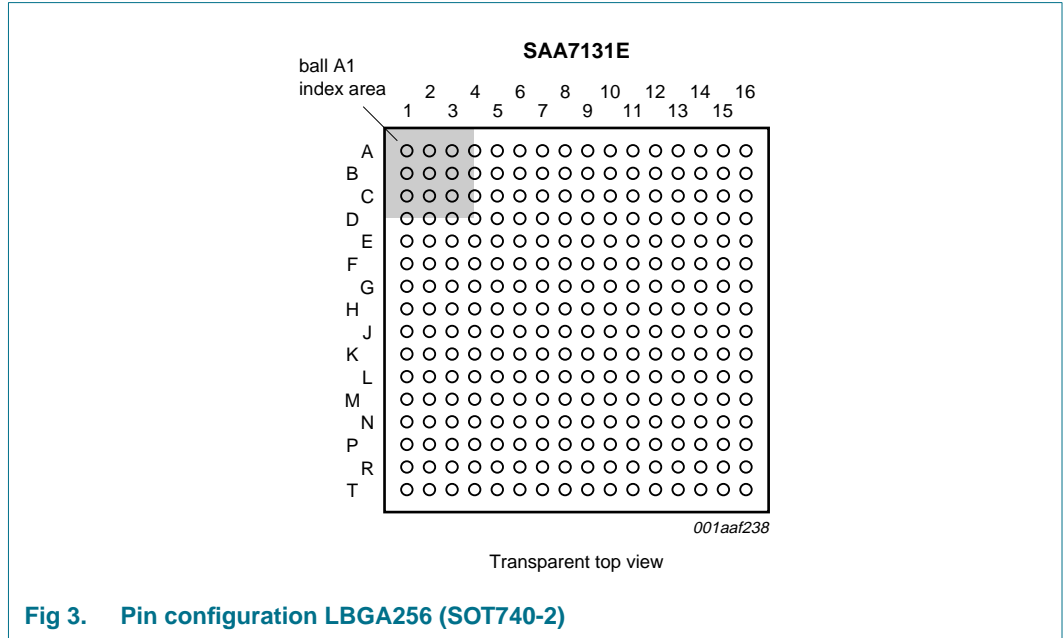 SAA7131E
ball A1
index area
2 4 6 8 10 12 14 16
1 3 5 7 9 11 13 15
A
B
C
D
E
F
G
H
J
K
L
M
N
P
R
T
001aaf238
Transparent top view
Fig 3. Pin configuration LBGA256 (SOT740-2)